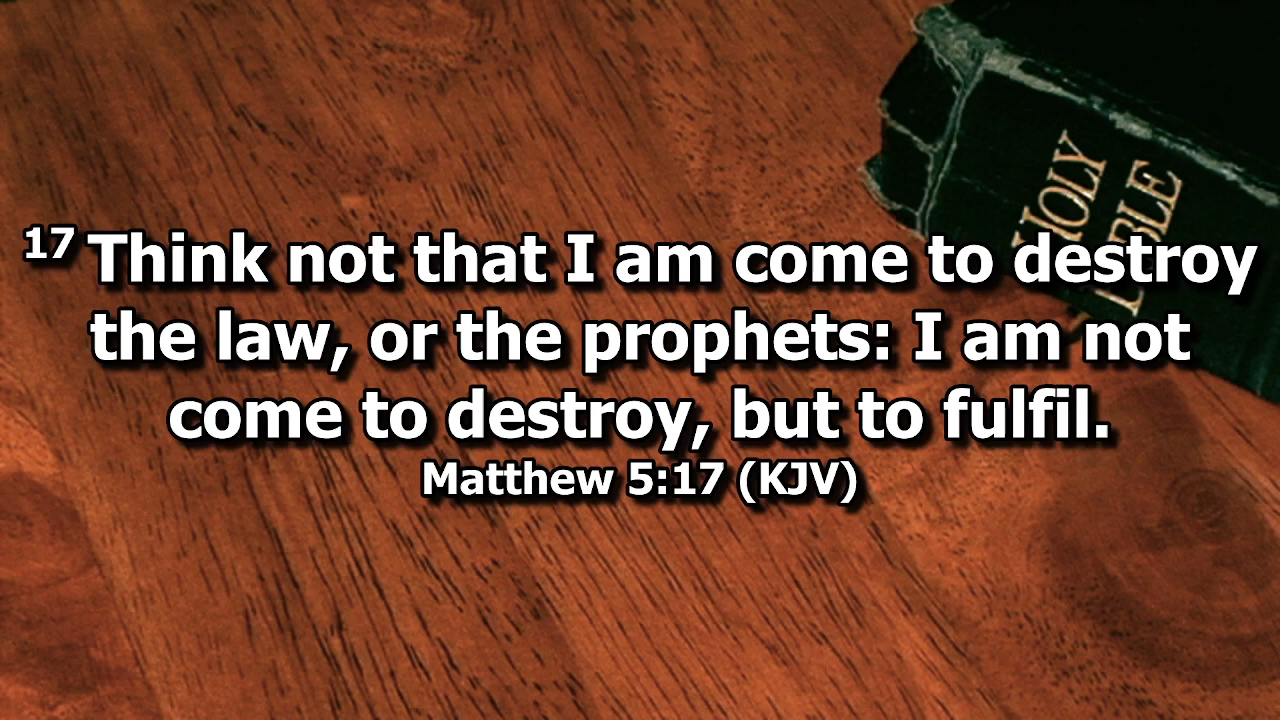 HOLY
BIBLE
17 Think not that I am come to destroy
the law, or the prophets: I am not
come to destroy, but to fulfil.
Matthew 5:17 (KJV)